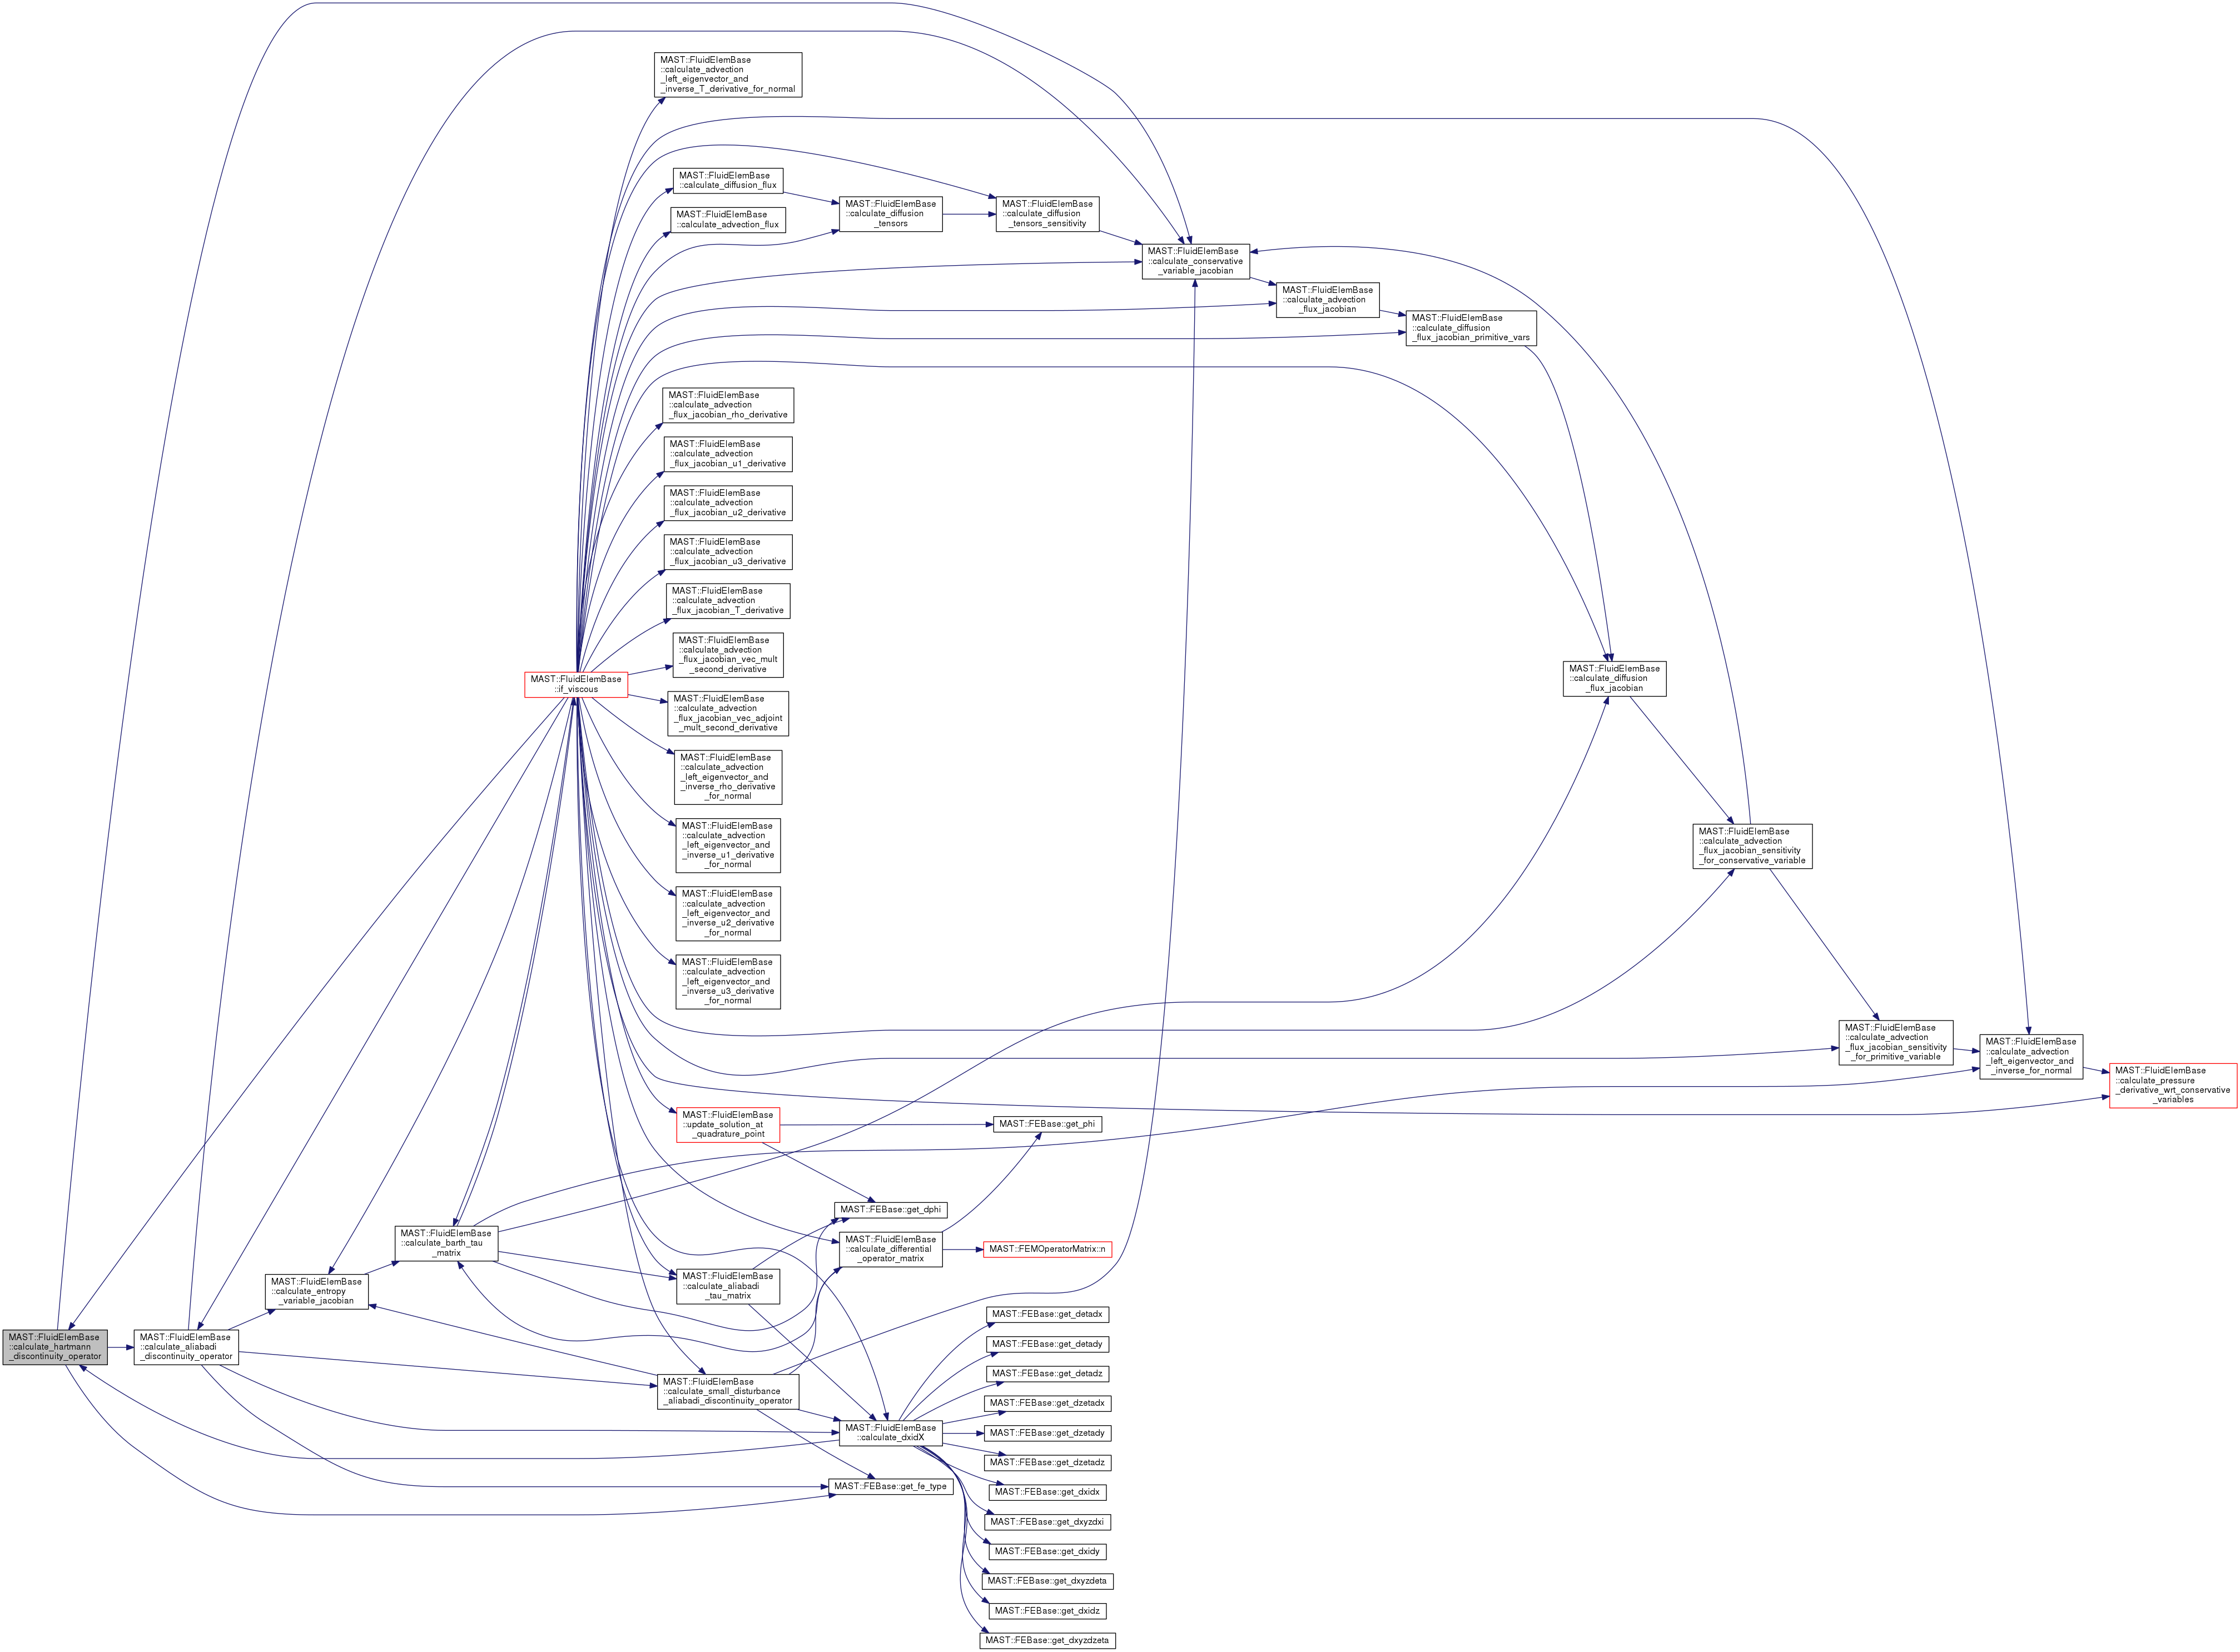 MAST::FluidElemBase
::calculate_advection
_left_eigenvector_and
_inverse_T_derivative_for_normal
MAST::FluidElemBase
::calculate_diffusion_flux
MAST::FluidElemBase
::calculate_advection_flux
MAST::FluidElemBase
::calculate_diffusion
_tensors
MAST::FluidElemBase
::calculate_diffusion
_tensors_sensitivity
MAST::FluidElemBase
::calculate_conservative
_variable_jacobian
MAST::FluidElemBase
::calculate_advection
_flux_jacobian
MAST::FluidElemBase
::calculate_diffusion
_flux_jacobian_primitive_vars
MAST::FluidElemBase
::calculate_advection
_flux_jacobian_rho_derivative
MAST::FluidElemBase
::calculate_advection
_flux_jacobian_u1_derivative
MAST::FluidElemBase
::calculate_advection
_flux_jacobian_u2_derivative
MAST::FluidElemBase
::calculate_advection
_flux_jacobian_u3_derivative
MAST::FluidElemBase
::calculate_advection
_flux_jacobian_T_derivative
MAST::FluidElemBase
::calculate_advection
_flux_jacobian_vec_mult
_second_derivative
MAST::FluidElemBase
::if_viscous
MAST::FluidElemBase
::calculate_diffusion
_flux_jacobian
MAST::FluidElemBase
::calculate_advection
_flux_jacobian_vec_adjoint
_mult_second_derivative
MAST::FluidElemBase
::calculate_advection
_left_eigenvector_and
_inverse_rho_derivative
_for_normal
MAST::FluidElemBase
::calculate_advection
_left_eigenvector_and
_inverse_u1_derivative
_for_normal
MAST::FluidElemBase
::calculate_advection
_flux_jacobian_sensitivity
_for_conservative_variable
MAST::FluidElemBase
::calculate_advection
_left_eigenvector_and
_inverse_u2_derivative
_for_normal
MAST::FluidElemBase
::calculate_advection
_left_eigenvector_and
_inverse_u3_derivative
_for_normal
MAST::FluidElemBase
::calculate_advection
_flux_jacobian_sensitivity
_for_primitive_variable
MAST::FluidElemBase
::calculate_advection
_left_eigenvector_and
_inverse_for_normal
MAST::FluidElemBase
::calculate_pressure
_derivative_wrt_conservative
_variables
MAST::FluidElemBase
::update_solution_at
_quadrature_point
MAST::FEBase::get_phi
MAST::FEBase::get_dphi
MAST::FluidElemBase
::calculate_barth_tau
_matrix
MAST::FluidElemBase
::calculate_differential
_operator_matrix
MAST::FEMOperatorMatrix::n
MAST::FluidElemBase
::calculate_entropy
_variable_jacobian
MAST::FluidElemBase
::calculate_aliabadi
_tau_matrix
MAST::FluidElemBase
::calculate_hartmann
_discontinuity_operator
MAST::FluidElemBase
::calculate_aliabadi
_discontinuity_operator
MAST::FluidElemBase
::calculate_small_disturbance
_aliabadi_discontinuity_operator
MAST::FluidElemBase
::calculate_dxidX
MAST::FEBase::get_fe_type
MAST::FEBase::get_detadx
MAST::FEBase::get_detady
MAST::FEBase::get_detadz
MAST::FEBase::get_dzetadx
MAST::FEBase::get_dzetady
MAST::FEBase::get_dzetadz
MAST::FEBase::get_dxidx
MAST::FEBase::get_dxyzdxi
MAST::FEBase::get_dxidy
MAST::FEBase::get_dxyzdeta
MAST::FEBase::get_dxidz
MAST::FEBase::get_dxyzdzeta